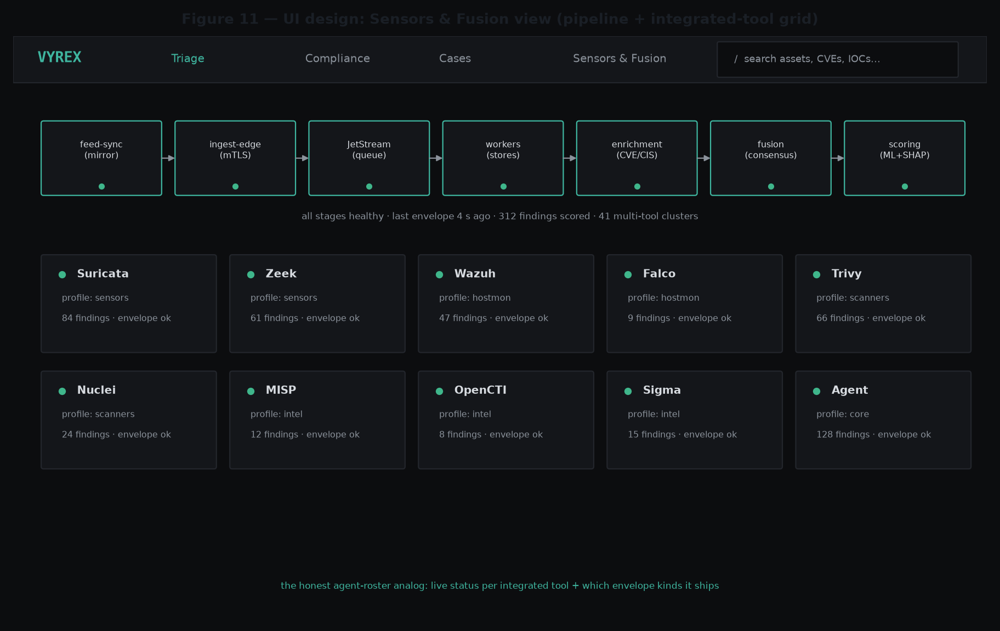 Figure 11 — UI design: Sensors & Fusion view (pipeline + integrated-tool grid)
VYREX Triage Compliance Cases Sensors & Fusion / search assets, CVEs, IOCs...
feed-sync
(mirror)
ingest-edge
(mTLS)
JetStream
(queue)
workers
(stores)
enrichment
(CVE/CIS)
fusion
(consensus)
scoring
(ML+SHAP)
all stages healthy · last envelope 4 s ago · 312 findings scored · 41 multi-tool clusters
Suricata
profile: sensors
84 findings · envelope ok
Zeek
profile: sensors
61 findings · envelope ok
Wazuh
profile: hostmon
47 findings · envelope ok
Falco
profile: hostmon
9 findings · envelope ok
Trivy
profile: scanners
66 findings · envelope ok
Nuclei
profile: scanners
24 findings · envelope ok
MISP
profile: intel
12 findings · envelope ok
OpenCTI
profile: intel
8 findings · envelope ok
Sigma
profile: intel
15 findings · envelope ok
Agent
profile: core
128 findings · envelope ok
the honest agent-roster analog: live status per integrated tool + which envelope kinds it ships